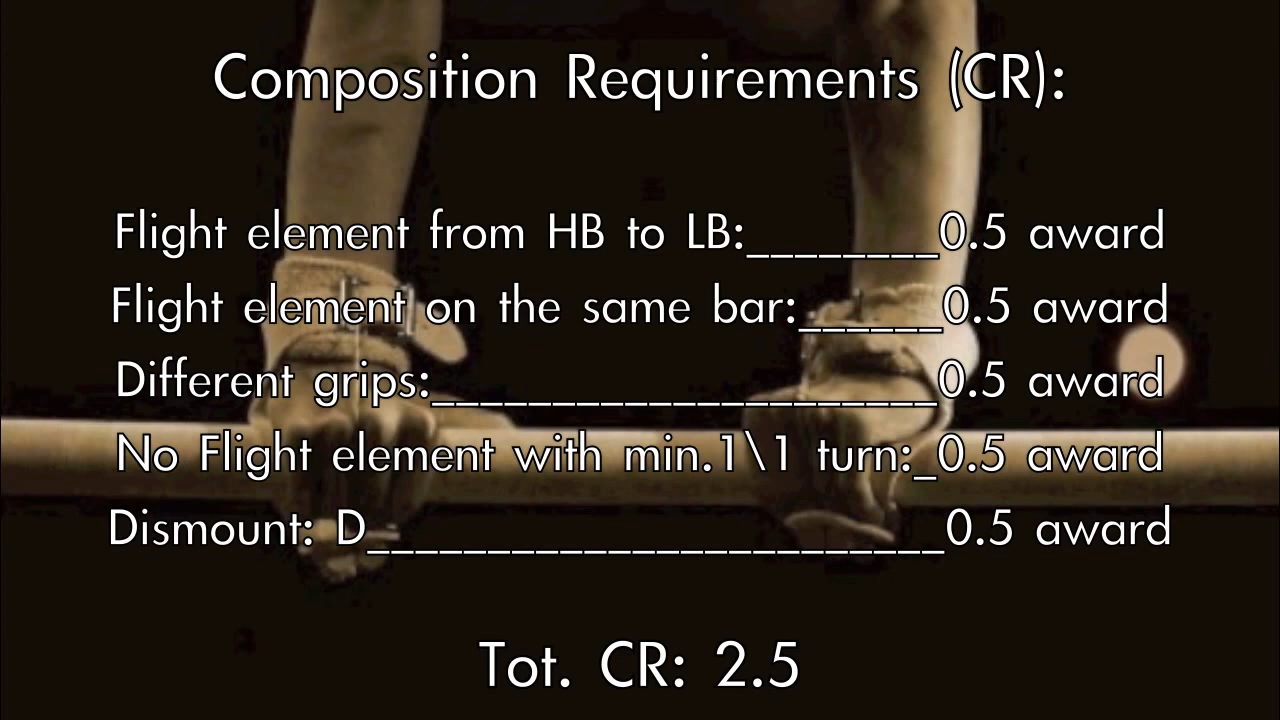 Composition Requirements (CR):
Flight element from HB to LB:________0.5 award
Flight element on the same bar:______0.5 award
Different grips:_____________________0.5 award
No Flight element with min.1\1 turn:_0.5 award
Dismount: D________________________0.5 award
Tot. CR: 2.5